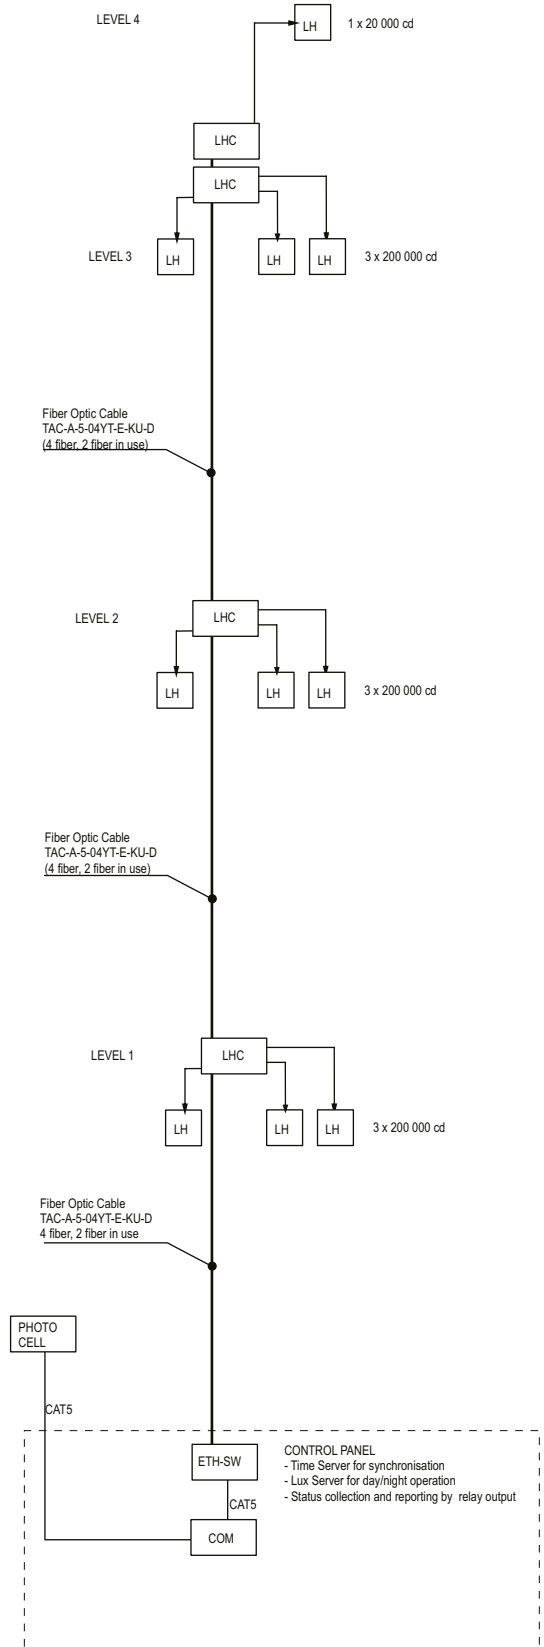 LEVEL 4
LH
1 x 20 000 cd
LHC
LHC
LEVEL 3
LH
LH
LH
3 x 200 000 cd
Fiber Optic Cable
TAC-A-5-04YT-E-KU-D
(4 fiber, 2 fiber in use)
LEVEL 2
LHC
LH
LH
LH
3 x 200 000 cd
Fiber Optic Cable
TAC-A-5-04YT-E-KU-D
(4 fiber, 2 fiber in use)
LEVEL 1
LHC
LH
LH
LH
3 x 200 000 cd
Fiber Optic Cable
TAC-A-5-04YT-E-KU-D
4 fiber, 2 fiber in use
PHOTO
CELL
CAT5
ETH-SW
CAT5
COM
CONTROL PANEL
- Time Server for synchronisation
- Lux Server for day/night operation
- Status collection and reporting by relay output